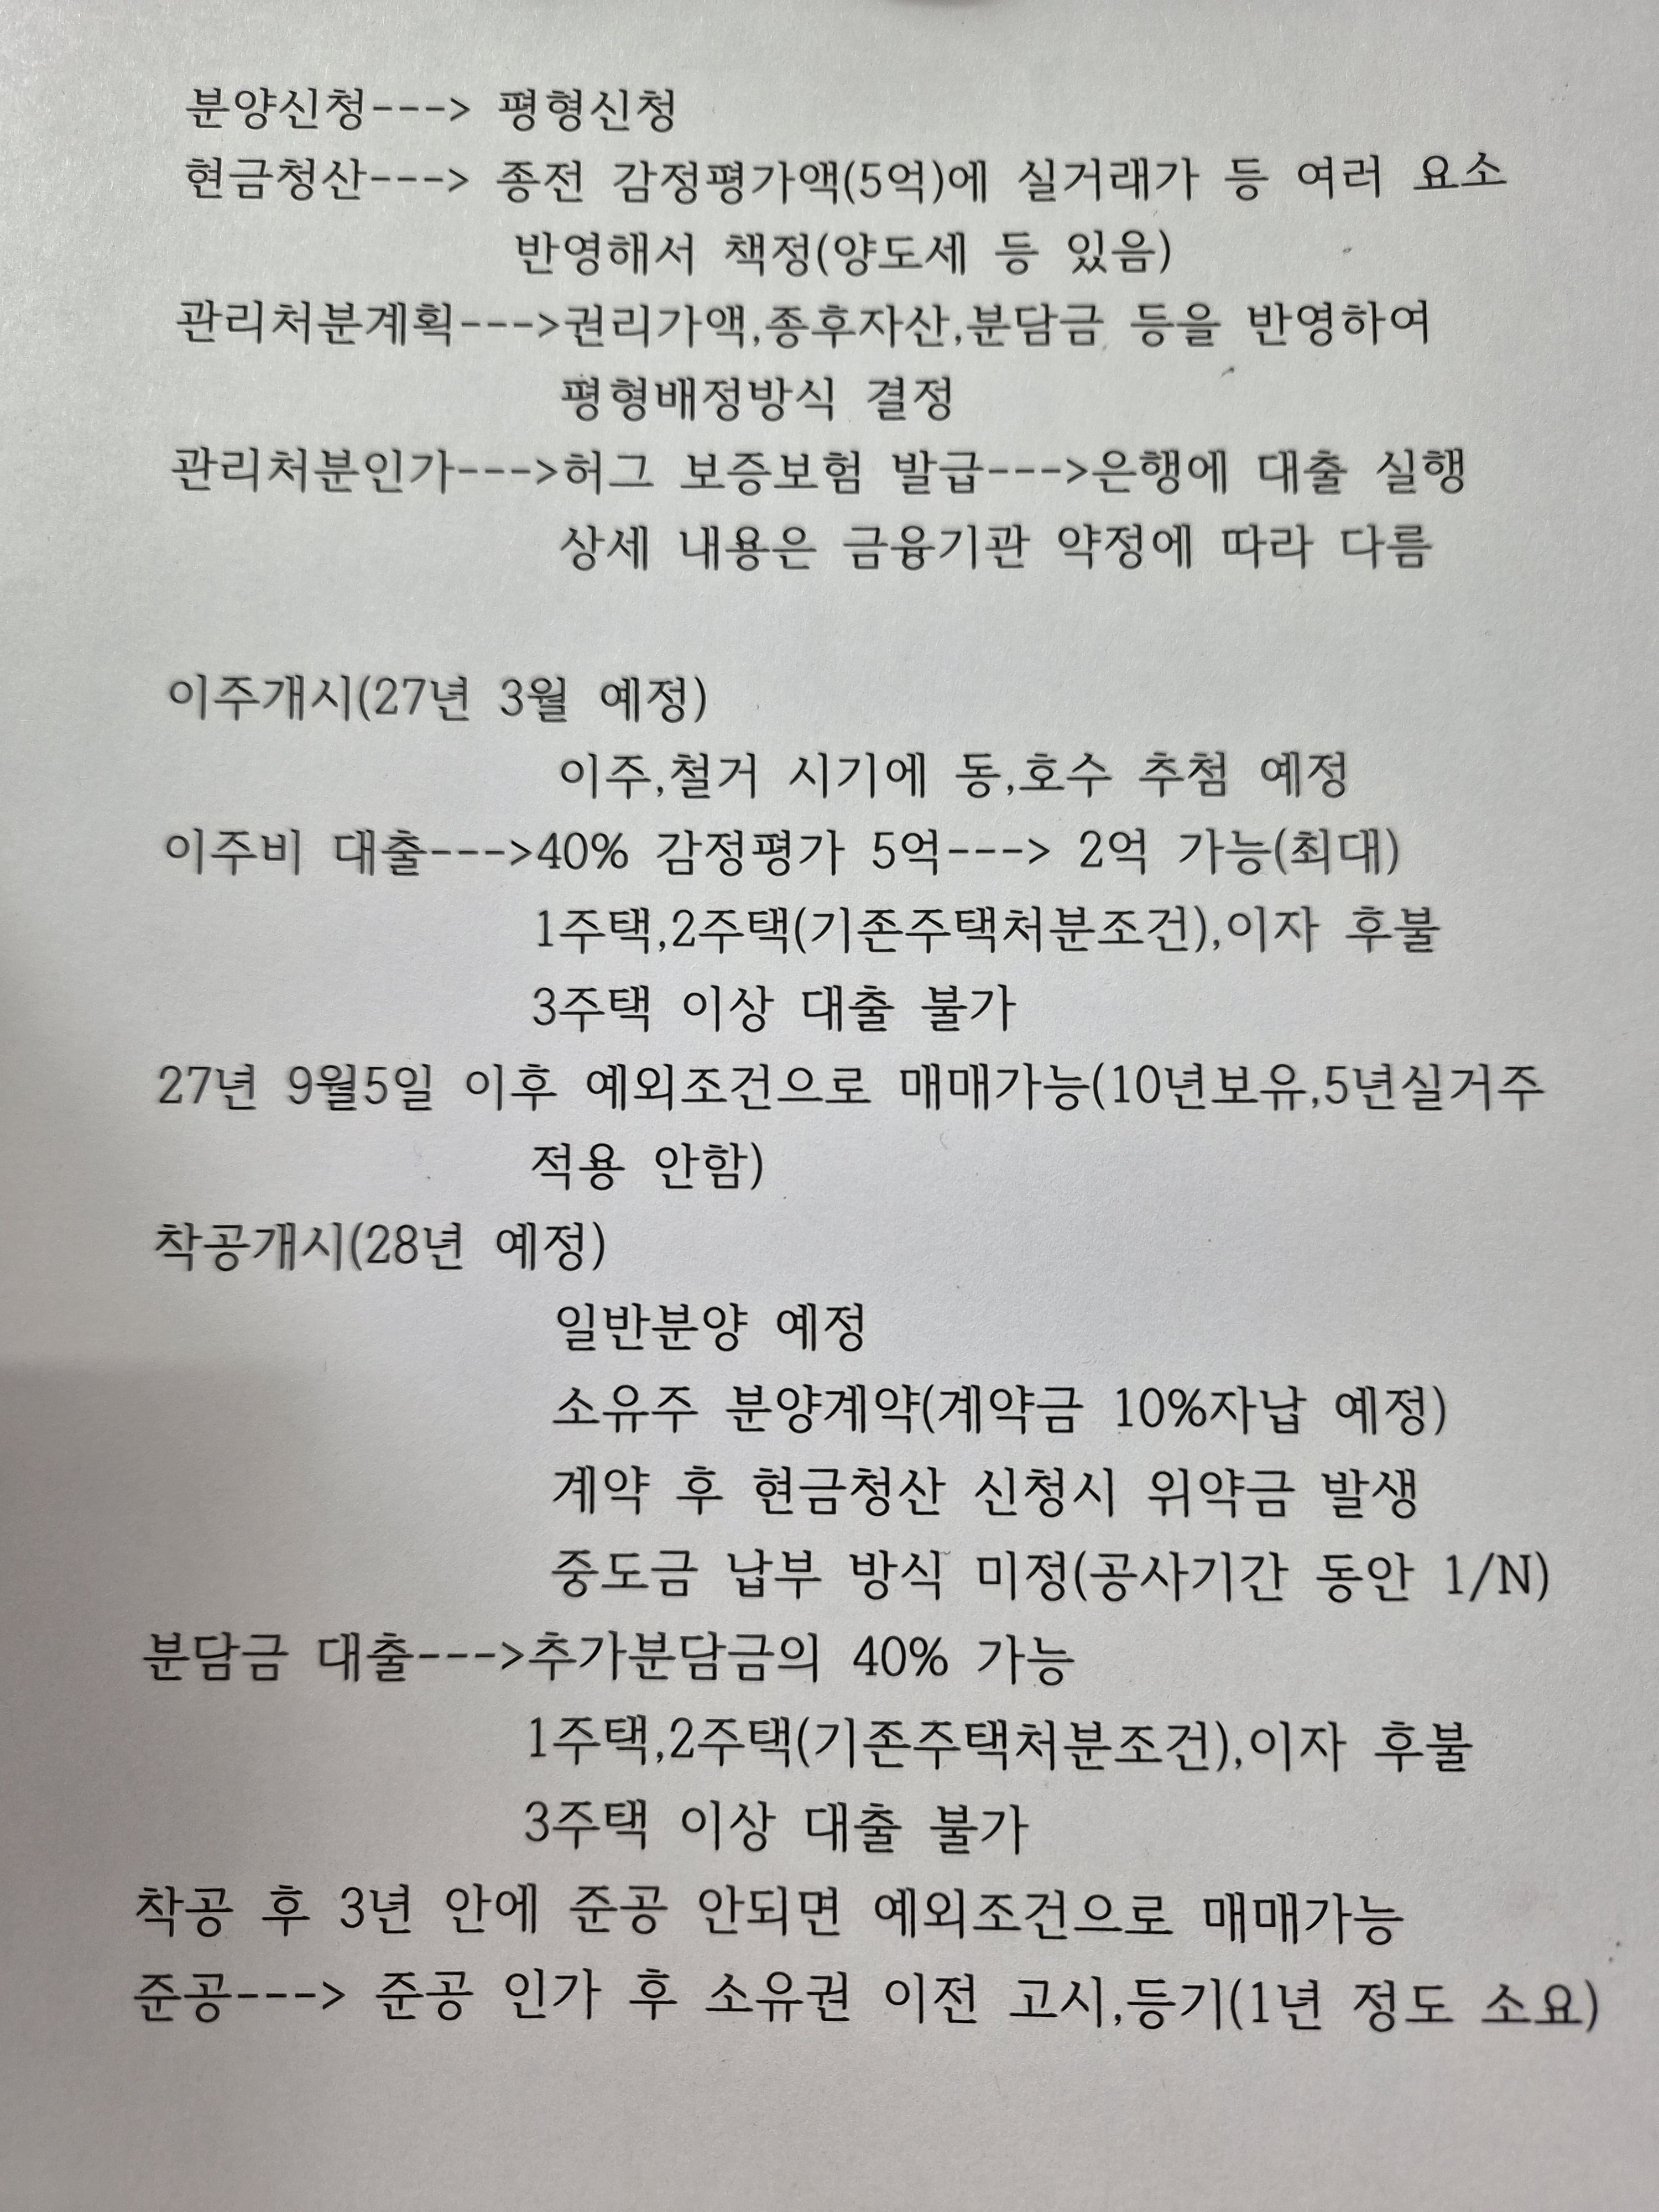 분양신청---> 평형신청
현금청산---> 종전 감정평가액(5억)에 실거래가 등 여러 요소
반영해서 책정(양도세 등 있음)
관리처분계획--->권리가액,종후자산,분담금 등을 반영하여
평형배정방식 결정
관리처분인가--->허그 보증보험 발급--->은행에 대출 실행
상세 내용은 금융기관 약정에 따라 다름
이주개시(27년 3월 예정)
이주,철거 시기에 동,호수 추첨 예정
이주비 대출--->40% 감정평가 5억---> 2억 가능(최대)
1주택,2주택(기존주택처분조건),이자 후불
3주택 이상 대출 불가
27년 9월5일 이후 예외조건으로 매매가능(10년보유,5년실거주
적용 안함)
착공개시(28년 예정)
일반분양 예정
소유주 분양계약(계약금 10%자납 예정)
계약 후 현금청산 신청시 위약금 발생
중도금 납부 방식 미정(공사기간 동안 1/N)
분담금 대출--->추가분담금의 40% 가능
1주택,2주택(기존주택처분조건),이자 후불
3주택 이상 대출 불가
착공 후 3년 안에 준공 안되면 예외조건으로 매매가능
준공---> 준공 인가 후 소유권 이전 고시,등기(1년 정도 소요)